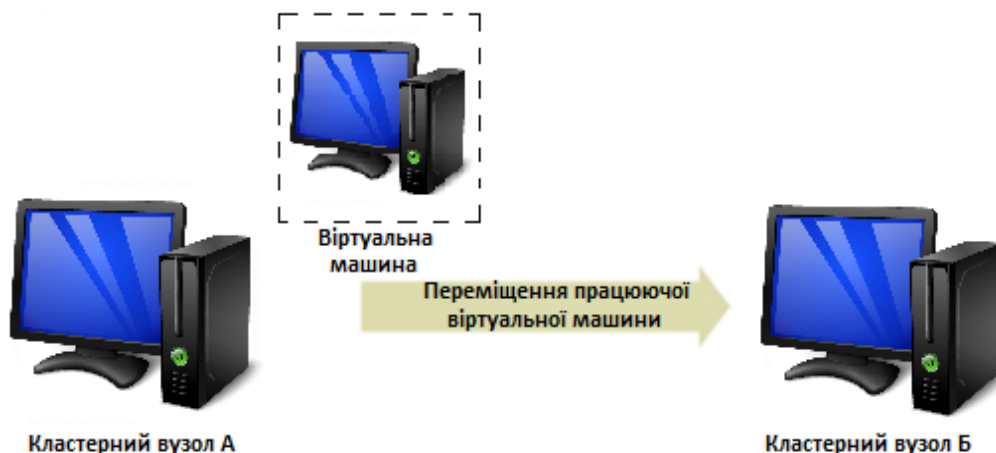 Віртуальна
машина
Переміщення працюючої
віртуальної машини
Кластерний вузол А
Кластерний вузол Б